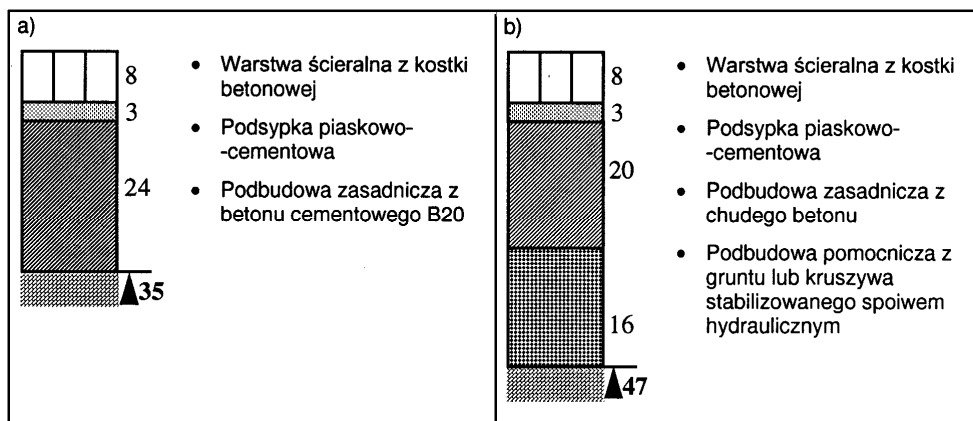 a)
8
3
24
35
• Warstwa ścieralna z kostki
betonowej
• Podsypka piaskowo-
-cementowa
• Podbudowa zasadnicza z
betonu cementowego B20
b)
8
3
20
16
47
• Warstwa ścieralna z kostki
betonowej
• Podsypka piaskowo-
-cementowa
• Podbudowa zasadnicza z
chudego betonu
• Podbudowa pomocnicza z
gruntu lub kruszywa
stabilizowanego spoiwem
hydraulicznym